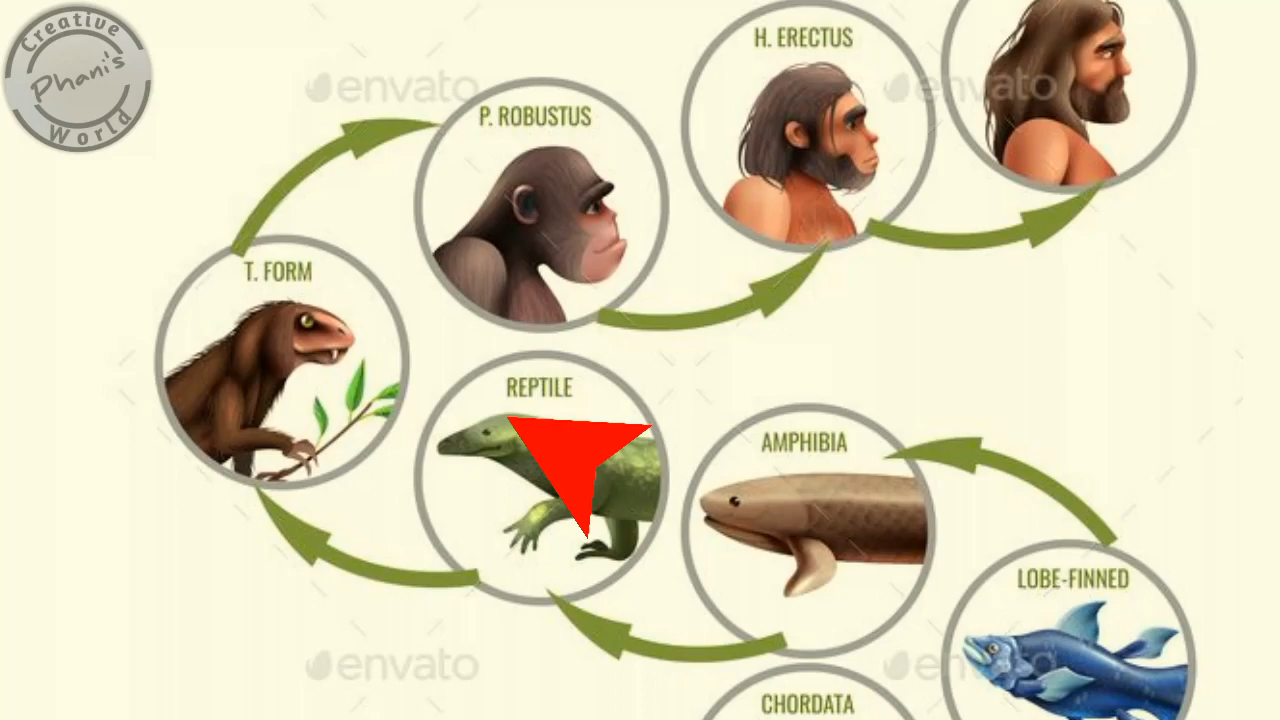 Creative
Phani's
World
envato
envato
H. ERECTUS
P. ROBUSTUS
T. FORM
REPTILE
AMPHIBIA
LOBE-FINNED
envato
envato
CHORDATA